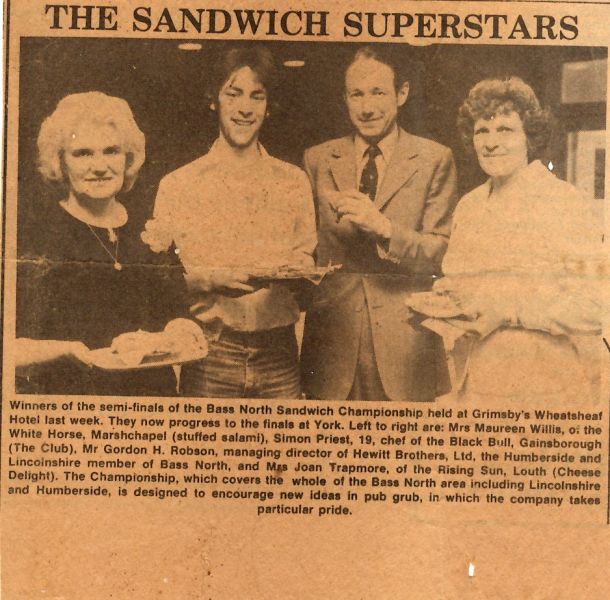 THE SANDWICH SUPERSTARS
Winners of the semi-finals of the Bass North Sandwich Championship held at Grimsby's Wheatsheaf
Hotel last week. They now progress to the finals at York. Left to right are: Mrs Maureen Willis, of the
White Horse, Marshchapel (stuffed salami), Simon Priest, 19, chef of the Black Bull, Gainsborough
(The Club), Mr Gordon H. Robson, managing director of Hewitt Brothers, Ltd, the Humberside and
Lincolnshire member of Bass North, and Mrs Joan Trapmore, of the Rising Sun, Louth (Cheese
Delight). The Championship, which covers the whole of the Bass North area including Lincolnshire
and Humberside, is designed to encourage new ideas in pub grub, in which the company takes
particular pride.